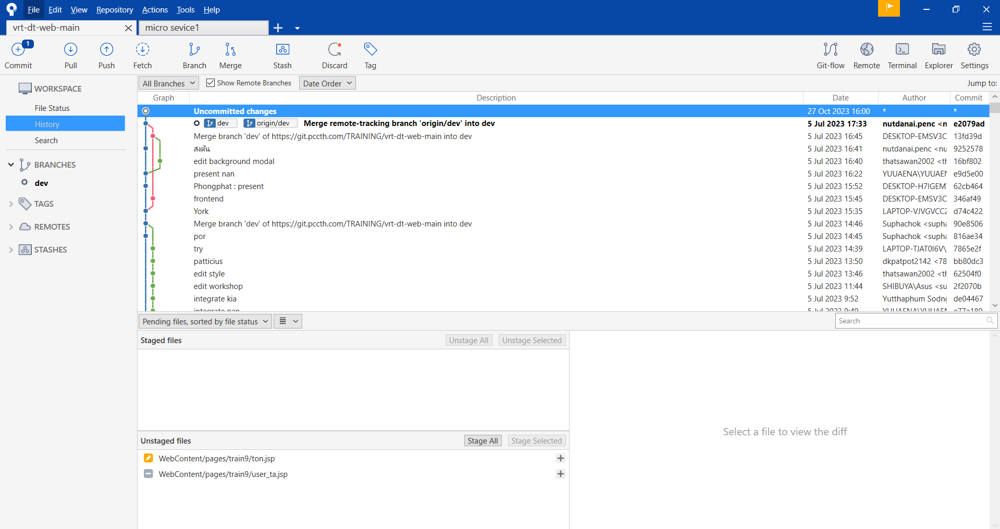 File Edit View Repository Actions Tools Help
vrt-dt-web-main micro sevice1
1
Commit Pull Push Fetch Branch Merge Stash Discard Tag Git-flow Remote Terminal Explorer Settings
WORKSPACE
File Status
History
Search
BRANCHES
dev
TAGS
REMOTES
STASHES
All Branches Show Remote Branches Date Order Jump to:
Graph Description Date Author Commit
Uncommitted changes 27 Oct 2023 16:00 * *
dev origin/dev Merge remote-tracking branch 'origin/dev' into dev 5 Jul 2023 17:33 nutdanai.penc <n e2079ad
Merge branch 'dev' of https://git.pccth.com/TRAINING/vrt-dt-web-main into dev 5 Jul 2023 16:45 DESKTOP-EMSV3C 13fd39d
ส่งต้น 5 Jul 2023 16:41 nutdanai.penc <nu 9252578
edit background modal 5 Jul 2023 16:40 thatsawan2002 <th 16bf802
present nan 5 Jul 2023 16:22 YUUAENA\YUUAEN e9d5e00
Phongphat : present 5 Jul 2023 15:52 DESKTOP-H7IGEM 62cb464
frontend 5 Jul 2023 15:45 DESKTOP-EMSV3C 346af49
York 5 Jul 2023 15:35 LAPTOP-VJVGVCC2 d74c422
Merge branch 'dev' of https://git.pccth.com/TRAINING/vrt-dt-web-main into dev 5 Jul 2023 14:46 Suphachok <supha 90e8506
por 5 Jul 2023 14:45 Suphachok <supha 816ae34
try 5 Jul 2023 14:39 LAPTOP-TJAT0I6V\ 7865e2f
patticius 5 Jul 2023 13:50 dkpatpot2142 <78 bb80dc3
edit style 5 Jul 2023 13:46 thatsawan2002 <th 62504f0
edit workshop 5 Jul 2023 11:44 SHIBUYA\Asus <su 2f2070b
integrate kia 5 Jul 2023 9:52 Yutthaphum Sodng de04467
integrate nan 5 Jul 2023 9:49 YUUAENA\YUUAEN e77a180
Pending files, sorted by file status Search
Staged files Unstage All Unstage Selected
Select a file to view the diff
Unstaged files Stage All Stage Selected
WebContent/pages/train9/ton.jsp
WebContent/pages/train9/user_ta.jsp